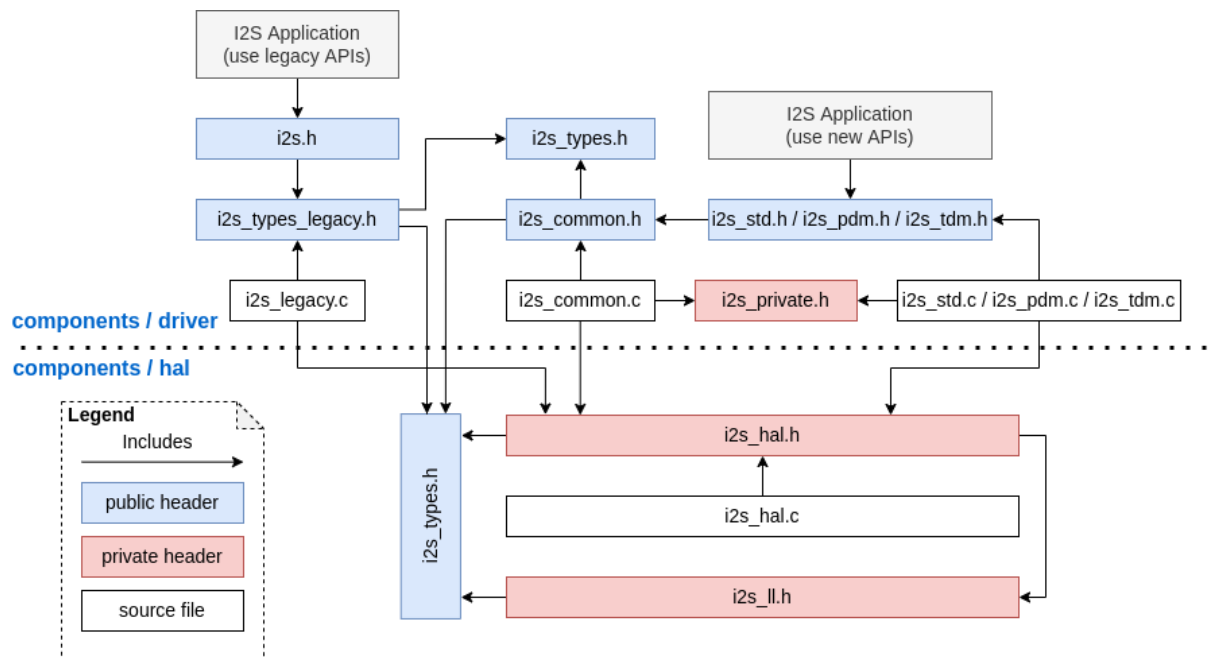 I2S Application
(use legacy APIs)
i2s.h
i2s_types.h
I2S Application
(use new APIs)
i2s_types_legacy.h
i2s_common.h
i2s_std.h / i2s_pdm.h / i2s_tdm.h
i2s_legacy.c
i2s_common.c
i2s_private.h
i2s_std.c / i2s_pdm.c / i2s_tdm.c
components / driver
components / hal
Legend
Includes
public header
private header
source file
i2s_types.h
i2s_hal.h
i2s_hal.c
i2s_ll.h